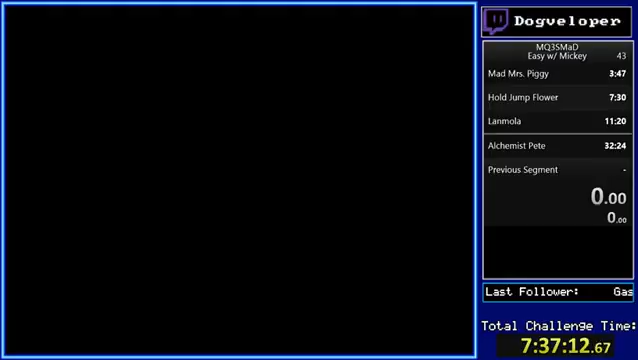 Dogveloper
MQ3SMaD
Easy w/ Mickey 43
Mad Mrs. Piggy 3:47
Hold Jump Flower 7:30
Lanmola 11:20
Alchemist Pete 32:24
Previous Segment -
0.00
0.00
Last Follower: Gas
Total Challenge Time:
7:37:12.67